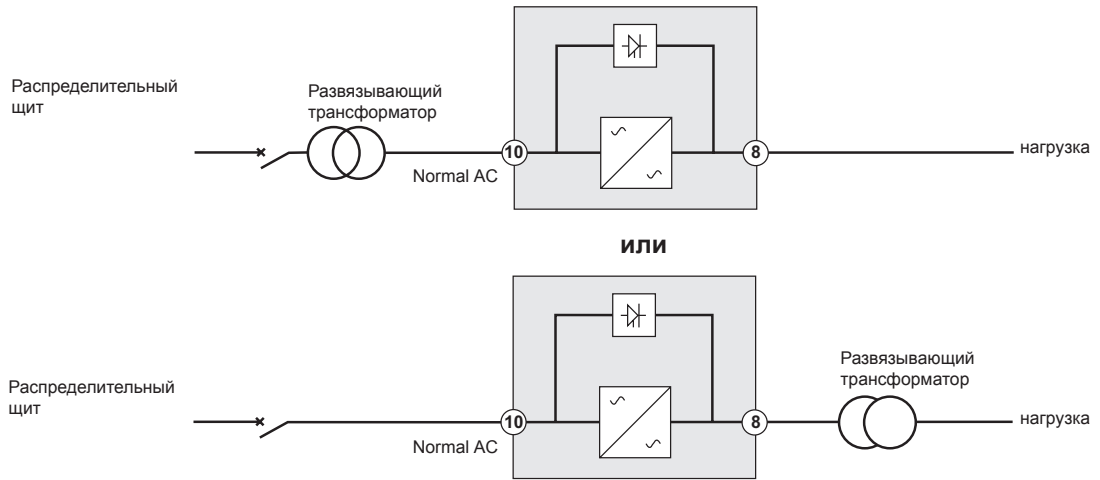 Распределительный
щит
Развязывающий
трансформатор
10
Normal AC
8
нагрузка
или
Распределительный
щит
10
Normal AC
8
Развязывающий
трансформатор
нагрузка